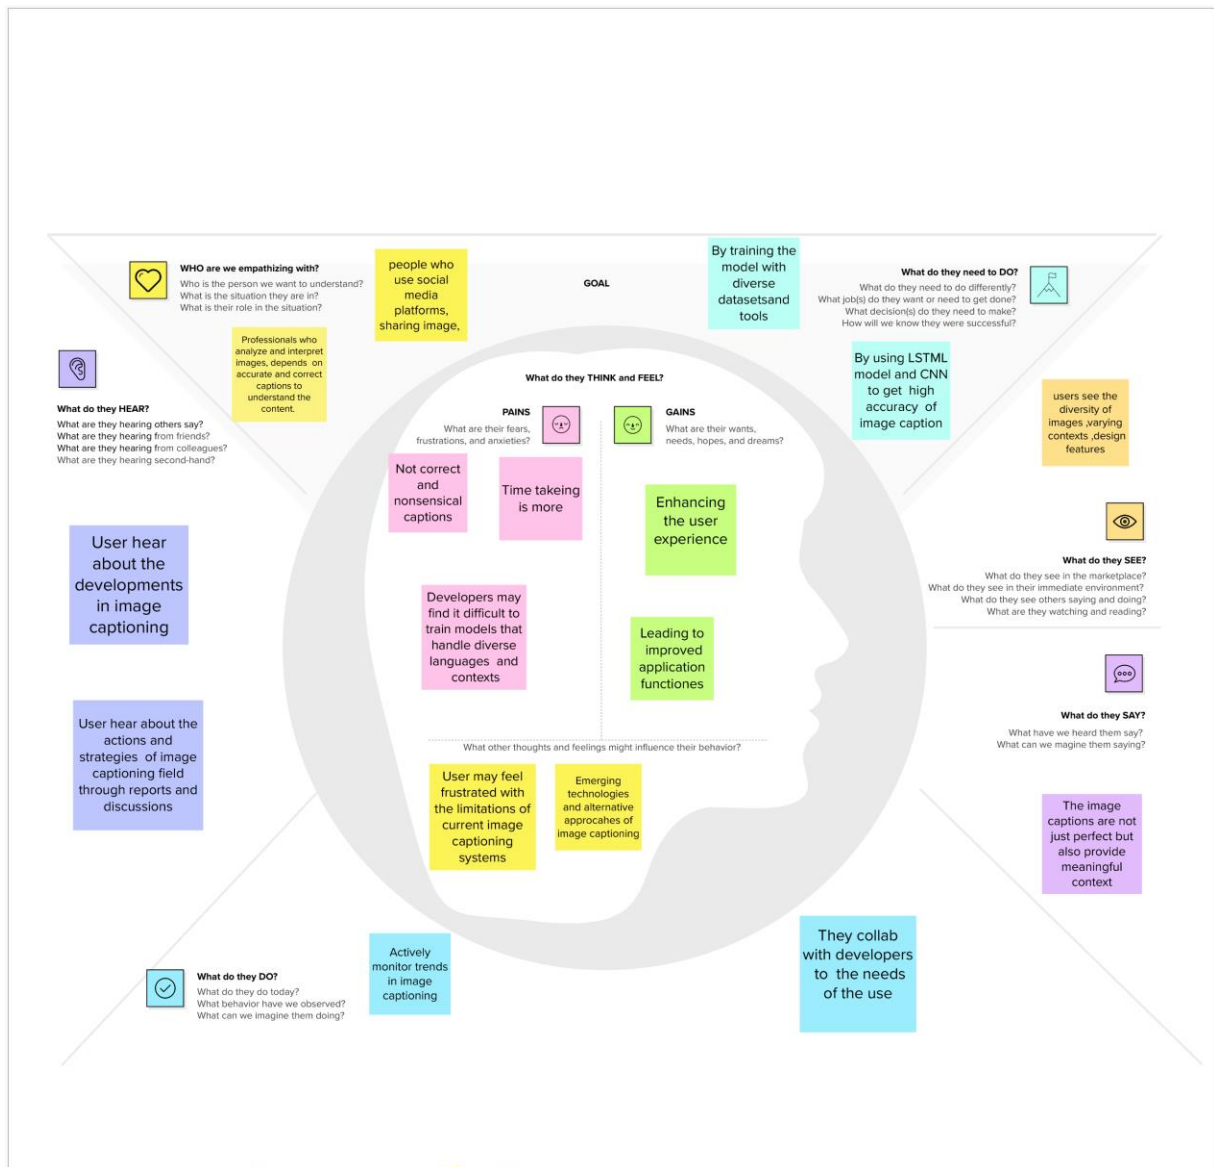 WHO are we empathizing with?
Who is the person we want to understand?
What is the situation they are in?
What is their role in the situation?
people who
use social
media
platforms,
sharing image,
Professionals who
analyze and interpret
images, depends on
accurate and correct
captions to
understand the
content.
GOAL
By training the
model with
diverse
datasetsand
tools
What do they need to DO?
What do they need to do differently?
What job(s) do they want or need to get done?
What decision(s) do they need to make?
How will we know they were successful?
By using LSTML
model and CNN
to get high
accuracy of
image caption
What do they HEAR?
What are they hearing others say?
What are they hearing from friends?
What are they hearing from colleagues?
What are they hearing second-hand?
User hear
about the
developments
in image
captioning
User hear about the
actions and
strategies of image
captioning field
through reports and
discussions
What do they THINK and FEEL?
PAINS
What are their fears,
frustrations, and anxieties?
Not correct
and
nonsensical
captions
Time takeing
is more
Developers may
find it difficult to
train models that
handle diverse
languages and
contexts
GAINS
What are their wants,
needs, hopes, and dreams?
Enhancing
the user
experience
Leading to
improved
application
functiones
What other thoughts and feelings might influence their behavior?
User may feel
frustrated with
the limitations of
current image
captioning
systems
Emerging
technologies
and alternative
approcahes of
image captioning
users see the
diversity of
images ,varying
contexts ,design
features
What do they SEE?
What do they see in the marketplace?
What do they see in their immediate environment?
What do they see others saying and doing?
What are they watching and reading?
What do they SAY?
What have we heard them say?
What can we magine them saying?
The image
captions are not
just perfect but
also provide
meaningful
context
What do they DO?
What do they do today?
What behavior have we observed?
What can we imagine them doing?
Actively
monitor trends
in image
captioning
They collab
with developers
to the needs
of the use